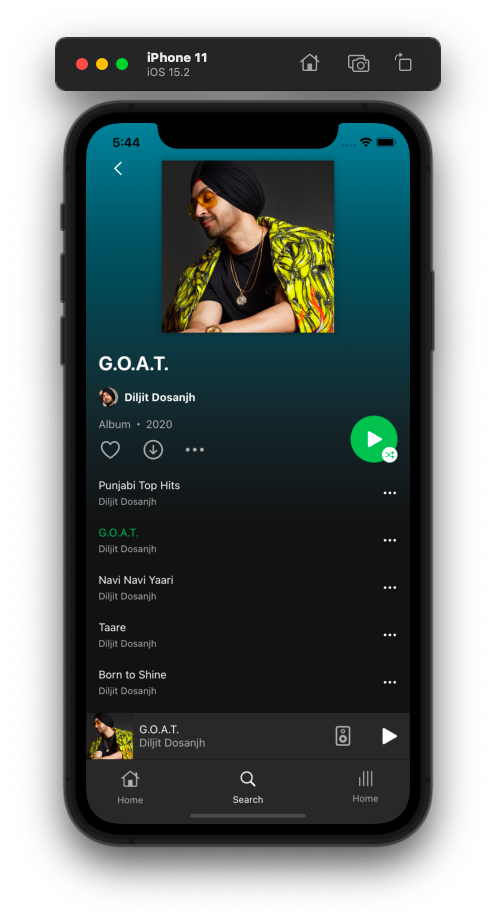 iPhone 11
iOS 15.2
5:44
G.O.A.T.
Diljit Dosanjh
Album • 2020
Punjabi Top Hits
Diljit Dosanjh
G.O.A.T.
Diljit Dosanjh
Navi Navi Yaari
Diljit Dosanjh
Taare
Diljit Dosanjh
Born to Shine
Diljit Dosanjh
G.O.A.T.
Diljit Dosanjh
Home
Search
Home